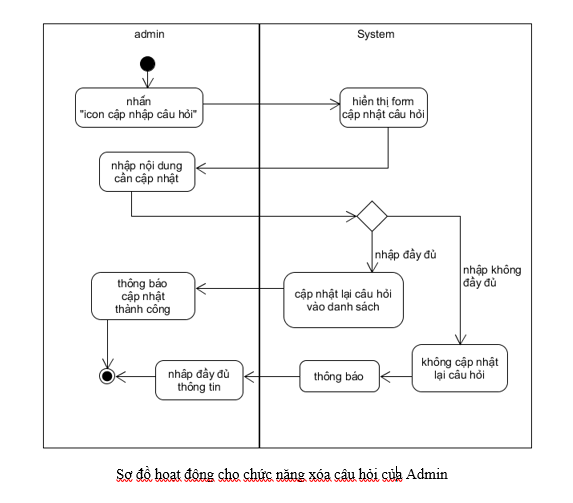 admin
System
nhấn
"icon cập nhập câu hỏi"
hiển thị form
cập nhật câu hỏi
nhập nội dung
cần cập nhật
nhập đầy đủ
nhập không
đầy đủ
thông báo
cập nhật
thành công
cập nhật lại câu hỏi
vào danh sách
không cập nhật
lại câu hỏi
thông báo
nhâp đầy đủ
thông tin
Sơ đồ hoạt động cho chức năng xóa câu hỏi của Admin